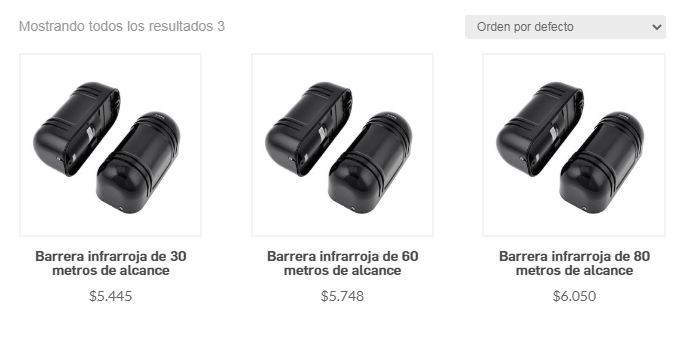 Mostrando todos los resultados 3
Orden por defecto
Barrera infrarroja de 30
metros de alcance
$5.445
Barrera infrarroja de 60
metros de alcance
$5.748
Barrera infrarroja de 80
metros de alcance
$6.050